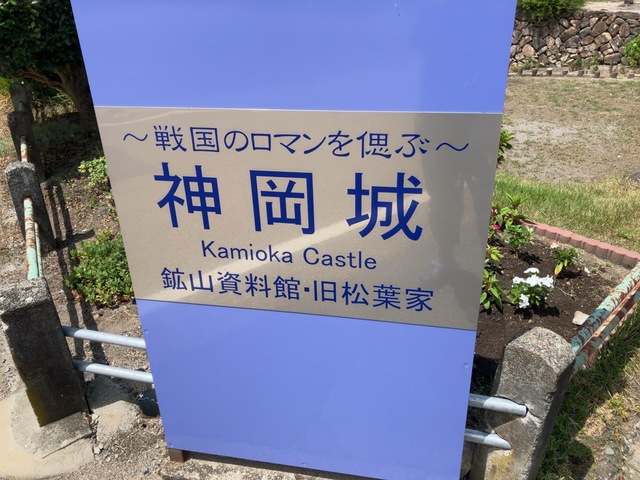 ～戦国のロマンを偲ぶ～
神岡城
Kamioka Castle
鉱山資料館・旧松葉家